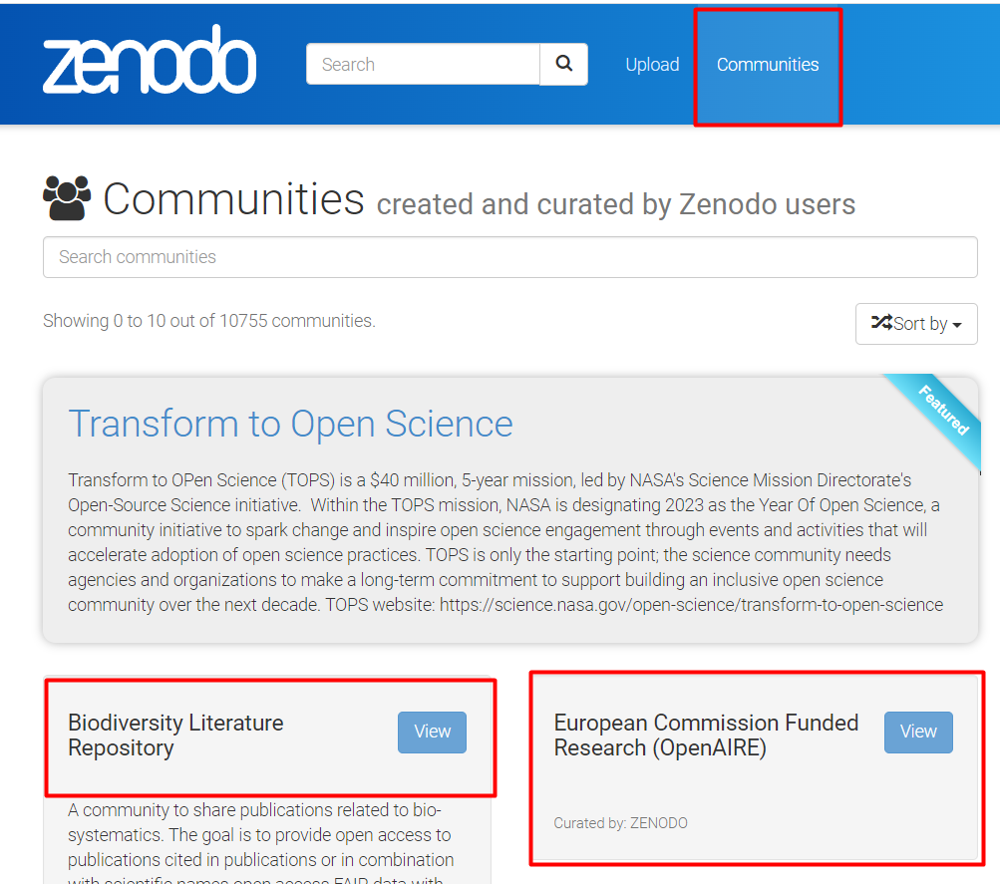 zenodo
Search
Upload
Communities
Communities created and curated by Zenodo users
Search communities
Showing 0 to 10 out of 10755 communities.
Sort by
Featured
Transform to Open Science
Transform to OPen Science (TOPS) is a $40 million, 5-year mission, led by NASA's Science Mission Directorate's
Open-Source Science initiative.  Within the TOPS mission, NASA is designating 2023 as the Year Of Open Science, a
community initiative to spark change and inspire open science engagement through events and activities that will
accelerate adoption of open science practices. TOPS is only the starting point; the science community needs
agencies and organizations to make a long-term commitment to support building an inclusive open science
community over the next decade. TOPS website: https://science.nasa.gov/open-science/transform-to-open-science
Biodiversity Literature
Repository
View
A community to share publications related to bio-
systematics. The goal is to provide open access to
publications cited in publications or in combination
with scientific names open access FAIR data with
European Commission Funded
Research (OpenAIRE)
View
Curated by: ZENODO